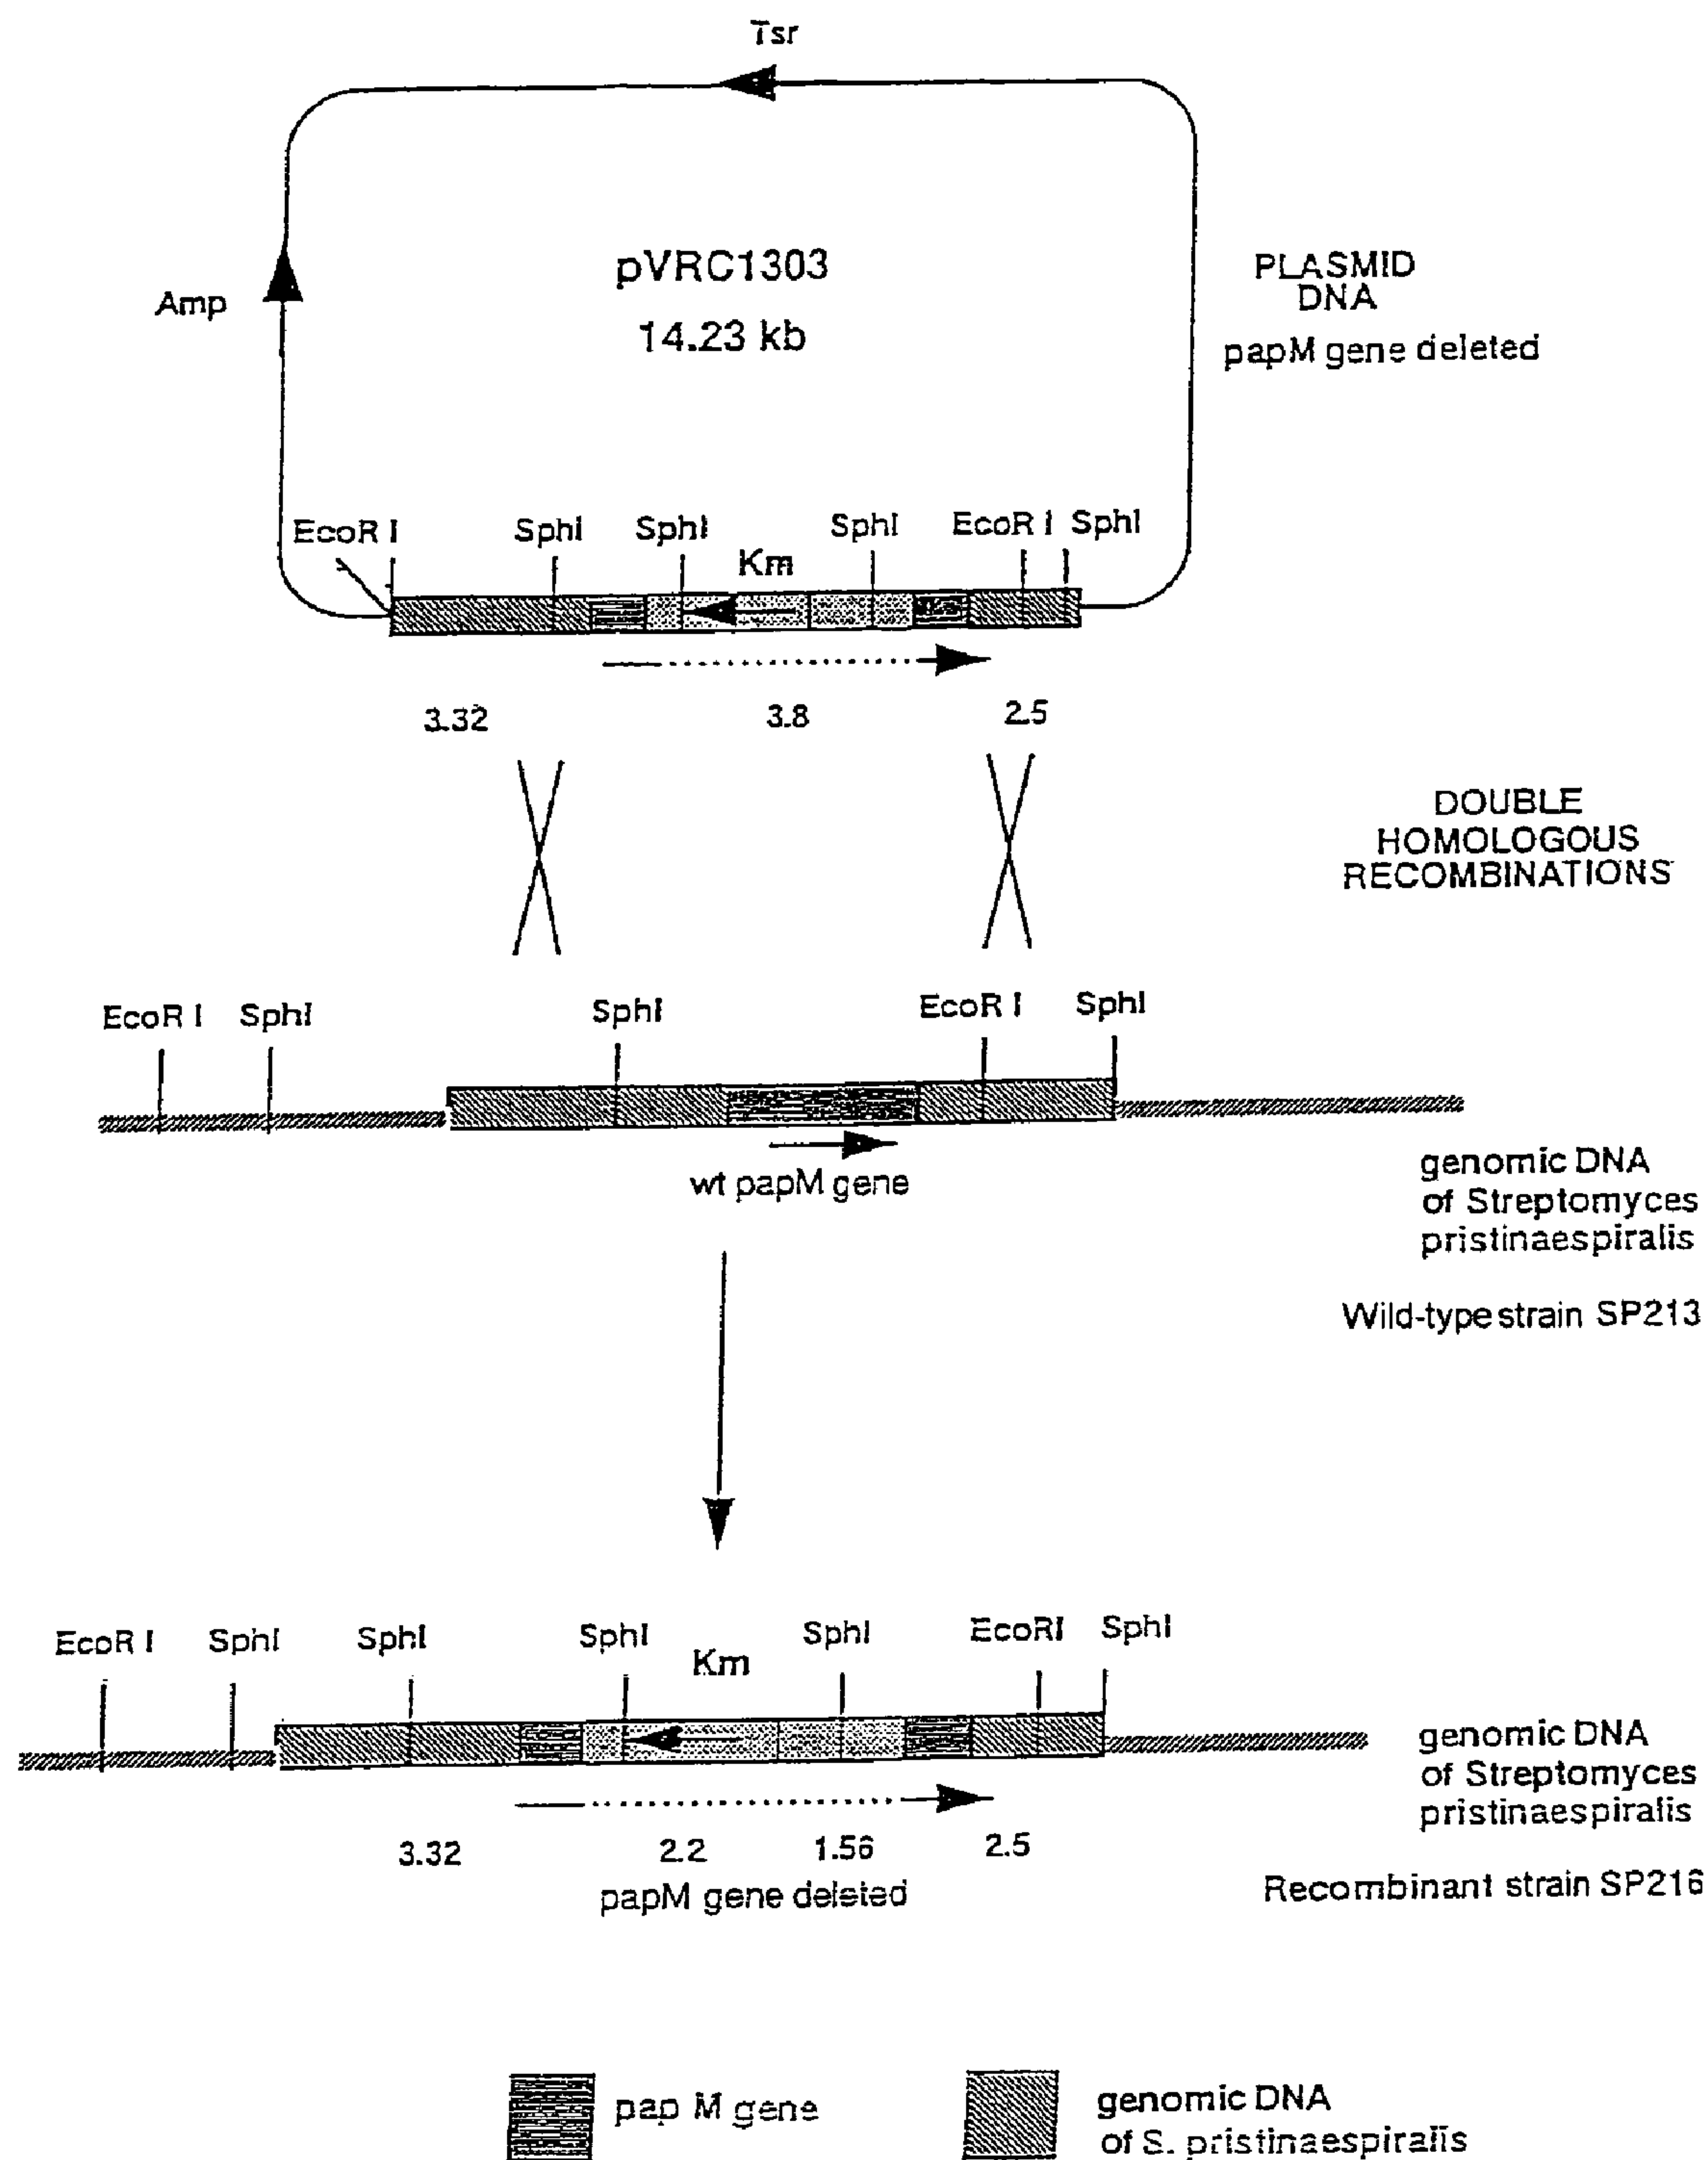 Tsr
pVRC1303
14.23 kb
Amp
PLASMID
DNA
papM gene deleted
EcoR I
SphI
SphI
Km
SphI
EcoR I
SphI
3.32
3.8
2.5
DOUBLE
HOMOLOGOUS
RECOMBINATIONS
EcoR I
SphI
SphI
EcoR I
SphI
wt papM gene
genomic DNA
of Streptomyces
pristinaespiralis
Wild-type strain SP213
EcoR I
SphI
SphI
SphI
Km
SphI
EcoRI
SphI
genomic DNA
of Streptomyces
pristinaespiralis
3.32
2.2
1.56
2.5
papM gene deleted
Recombinant strain SP216
pap M gene
genomic DNA
of S. pristinaespiralis